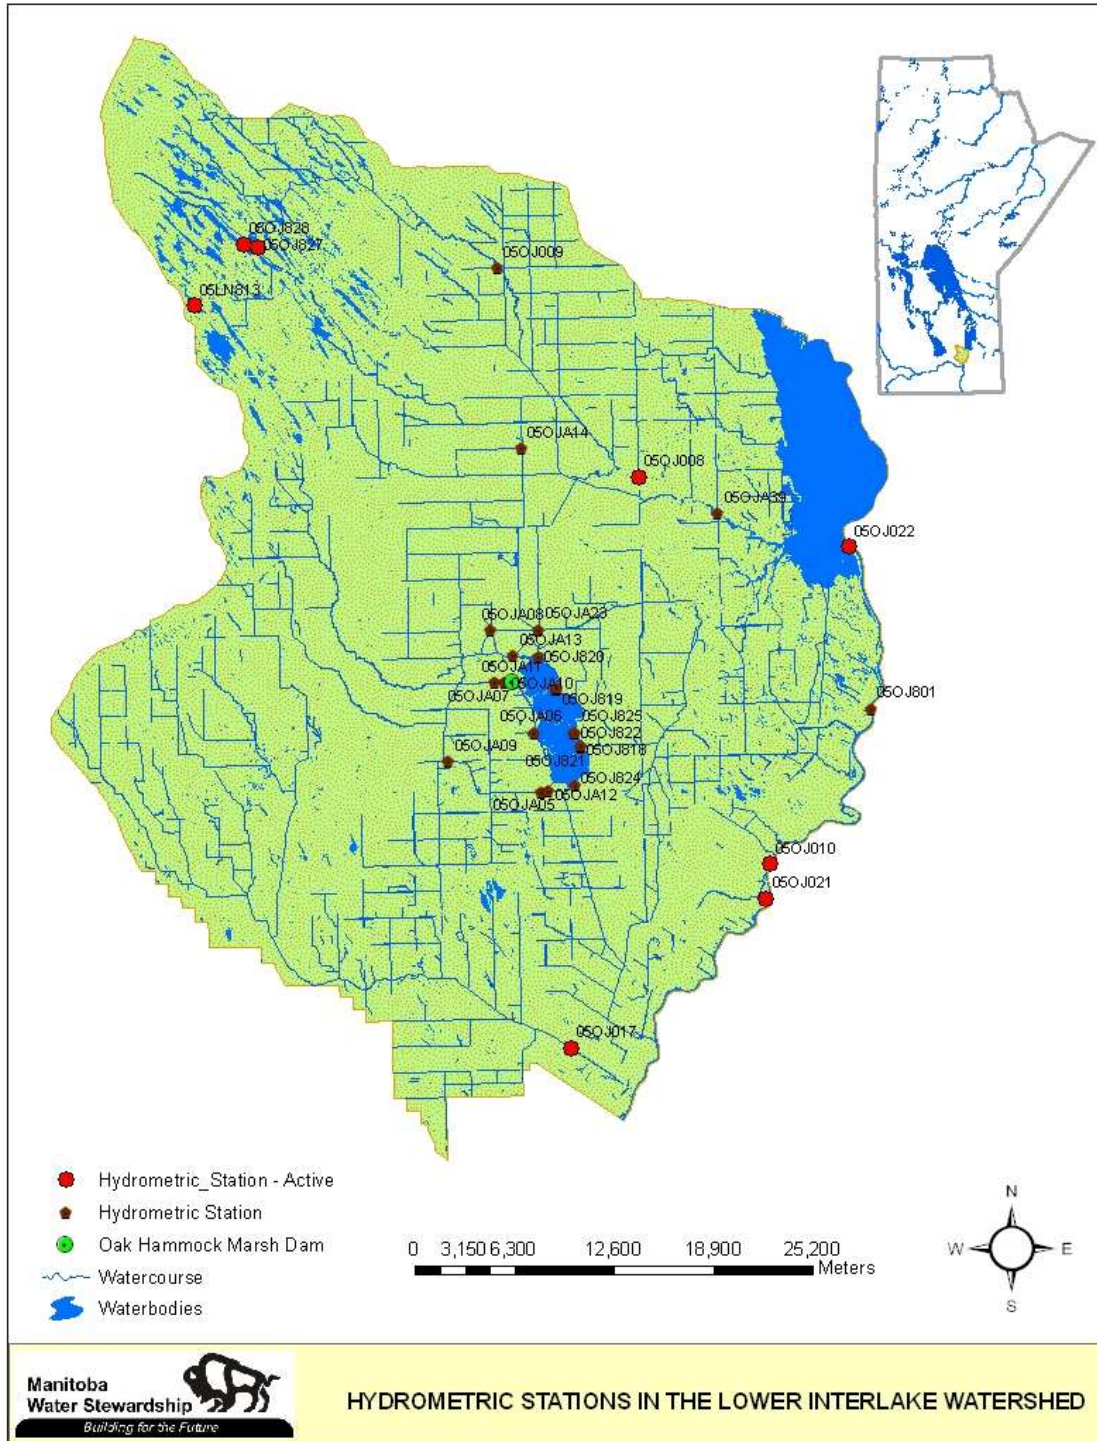 05OJ828
05OJ827
05OJ009
05LN813
05OJA14
05OJ008
05OJA39
05OJ022
05OJA08
05OJA23
05OJA13
05OJ820
05OJA11
05OJA10
05OJA07
05OJ819
05OJ801
05OJA06
05OJ825
05OJ822
05OJA09
05OJ818
05OJ821
05OJ824
05OJA12
05OJA05
05OJ010
05OJ021
05OJ017
Hydrometric_Station - Active
Hydrometric Station
Oak Hammock Marsh Dam
Watercourse
Waterbodies
0 3,150 6,300 12,600 18,900 25,200
Meters
N
W E
S
Manitoba
Water Stewardship
Building for the Future
HYDROMETRIC STATIONS IN THE LOWER INTERLAKE WATERSHED